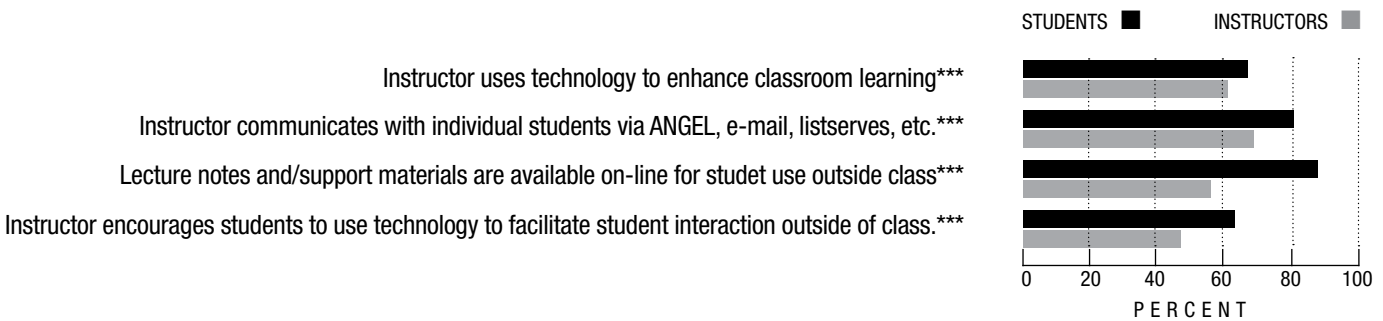 STUDENTS INSTRUCTORS
Instructor uses technology to enhance classroom learning***
Instructor communicates with individual students via ANGEL, e-mail, listserves, etc.***
Lecture notes and/support materials are available on-line for studet use outside class***
Instructor encourages students to use technology to facilitate student interaction outside of class.***
0 20 40 60 80 100
PERCENT